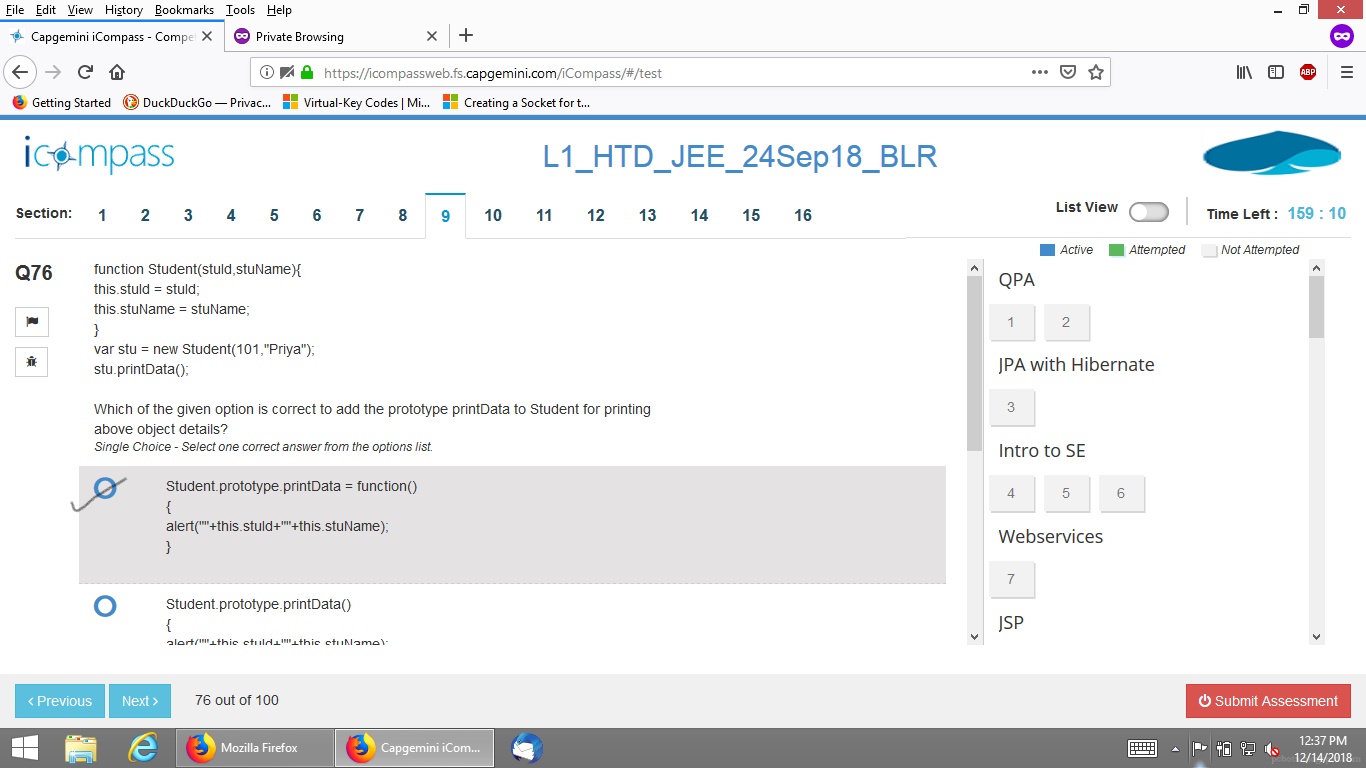 File Edit View History Bookmarks Tools Help
Capgemini iCompass - Compe
Private Browsing
https://icompassweb.fs.capgemini.com/iCompass/#/test
ABP
Getting Started
DuckDuckGo — Privac...
Virtual-Key Codes | Mi...
Creating a Socket for t...
icompass
L1_HTD_JEE_24Sep18_BLR
Section: 1 2 3 4 5 6 7 8 9 10 11 12 13 14 15 16
List View
Time Left : 159 : 10
Active Attempted Not Attempted
Q76
function Student(stuId,stuName){
this.stuId = stuId;
this.stuName = stuName;
}
var stu = new Student(101,"Priya");
stu.printData();
Which of the given option is correct to add the prototype printData to Student for printing
above object details?
Single Choice - Select one correct answer from the options list.
Student.prototype.printData = function()
{
alert(""+this.stuId+""+this.stuName);
}
Student.prototype.printData()
{
alert(""+this.stuId+""+this.stuName);
QPA
1 2
JPA with Hibernate
3
Intro to SE
4 5 6
Webservices
7
JSP
‹ Previous
Next ›
76 out of 100
Submit Assessment
Mozilla Firefox
Capgemini iCom...
12:37 PM
12/14/2018